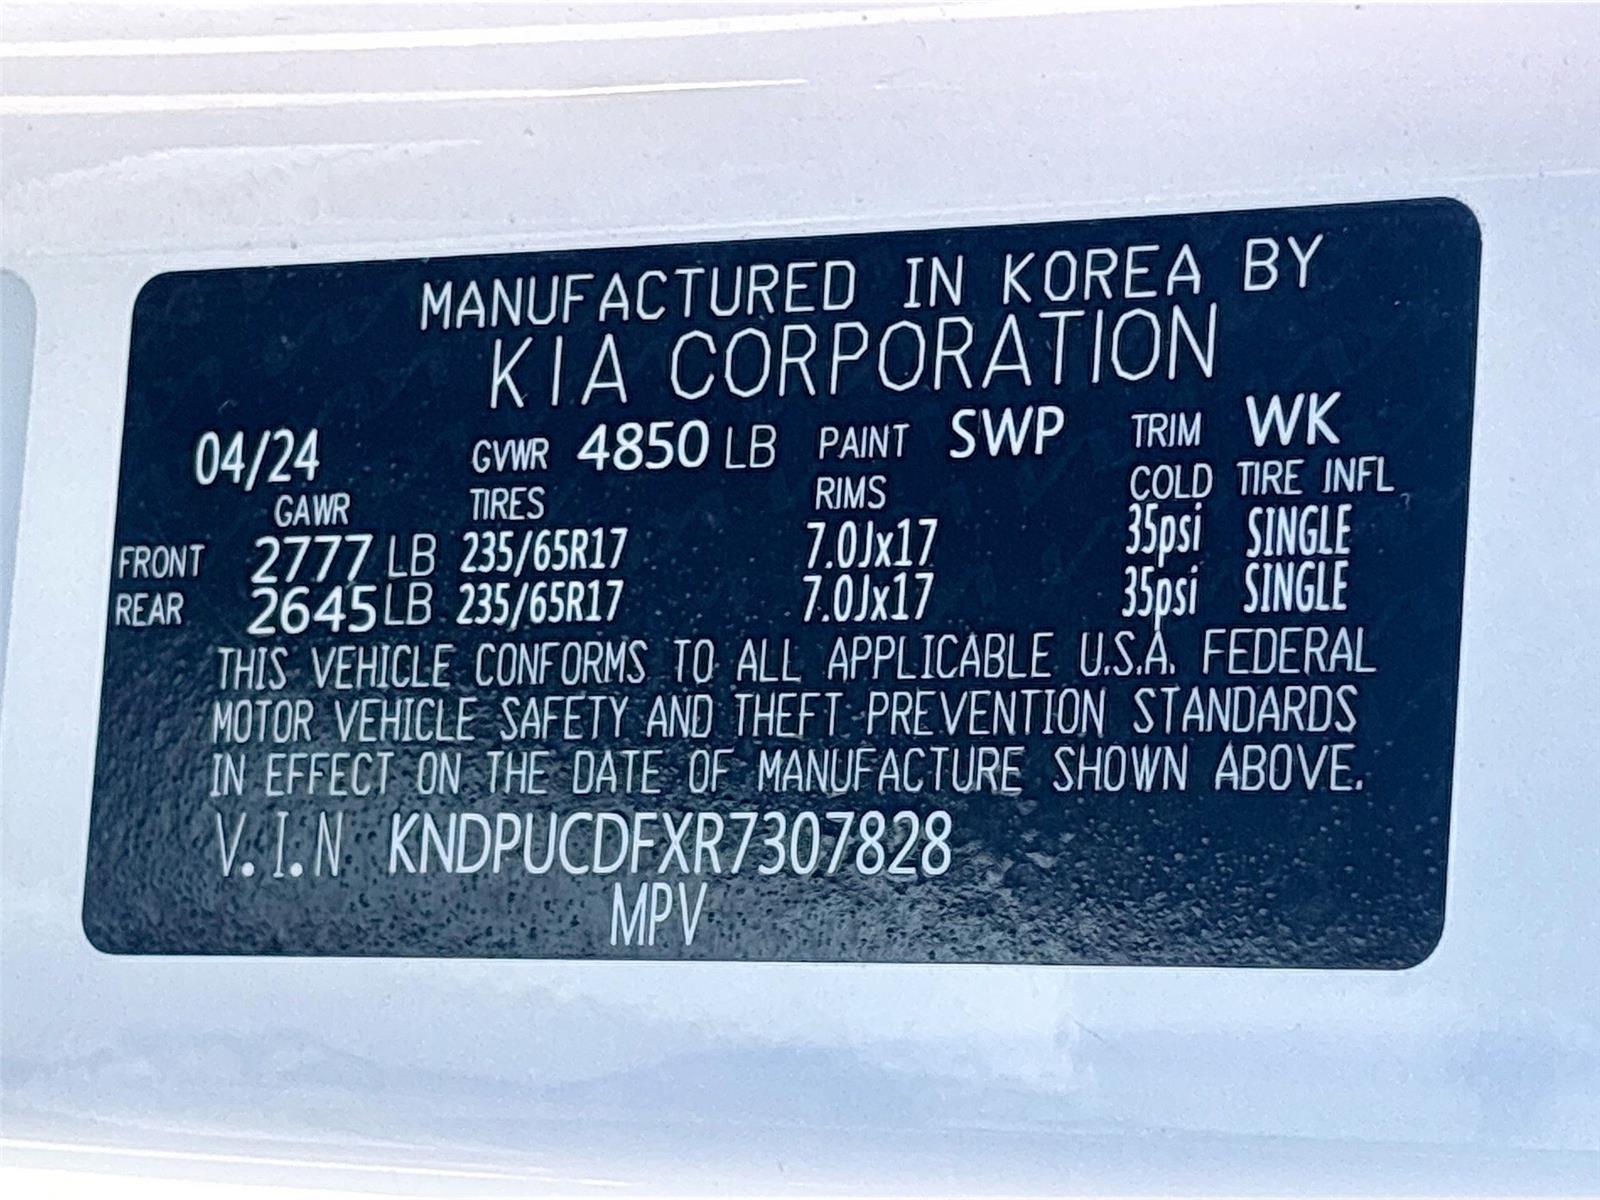 MANUFACTURED IN KOREA BY
KIA CORPORATION
04/24 GVWR 4850 LB PAINT SWP TRIM WK
GAWR TIRES RIMS COLD TIRE INFL,
FRONT 2777 LB 235/65R17 7.0Jx17 35psi SINGLE
REAR 2645 LB 235/65R17 7.0Jx17 35psi SINGLE
THIS VEHICLE CONFORMS TO ALL APPLICABLE U.S.A. FEDERAL
MOTOR VEHICLE SAFETY AND THEFT PREVENTION STANDARDS
IN EFFECT ON THE DATE OF MANUFACTURE SHOWN ABOVE.
V.I.N KNDPUCDFXR7307828
MPV